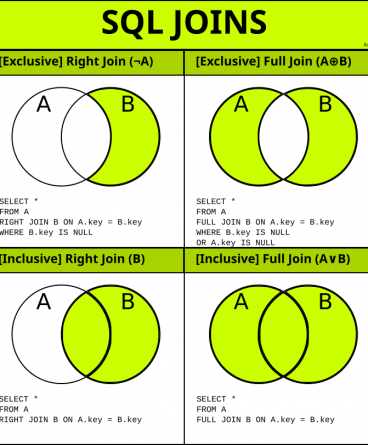 SQL JOINS
[Exclusive] Right Join (¬A)
A B
SELECT *
FROM A
RIGHT JOIN B ON A.key = B.key
WHERE B.key IS NULL
[Exclusive] Full Join (A⊕B)
A B
SELECT *
FROM A
FULL JOIN B ON A.key = B.key
WHERE B.key IS NULL
OR A.key IS NULL
[Inclusive] Right Join (B)
A B
SELECT *
FROM A
RIGHT JOIN B ON A.key = B.key
[Inclusive] Full Join (A∨B)
A B
SELECT *
FROM A
FULL JOIN B ON A.key = B.key